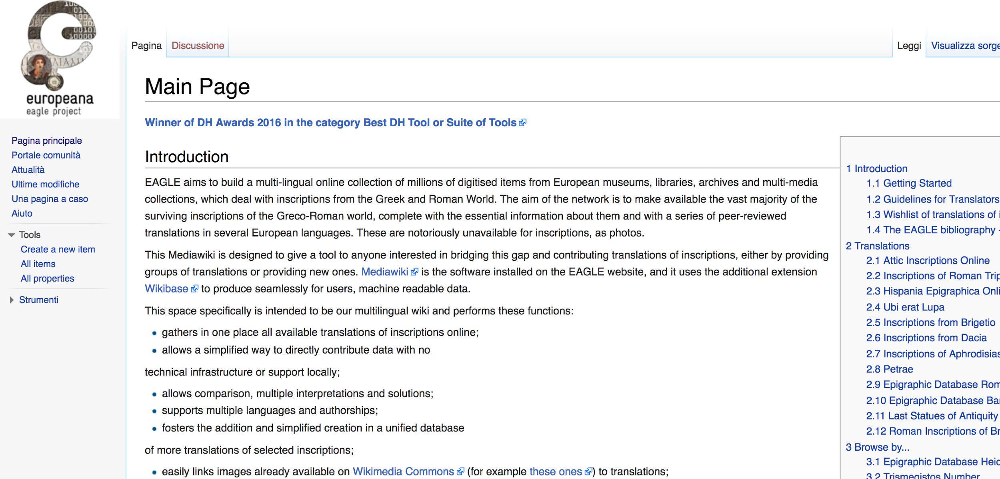 europeana
eagle project
Pagina principale
Portale comunità
Attualità
Ultime modifiche
Una pagina a caso
Aiuto
Tools
Create a new item
All items
All properties
Strumenti
Pagina
Discussione
Leggi
Visualizza sorge
Main Page
Winner of DH Awards 2016 in the category Best DH Tool or Suite of Tools
Introduction
EAGLE aims to build a multi-lingual online collection of millions of digitised items from European museums, libraries, archives and multi-media
collections, which deal with inscriptions from the Greek and Roman World. The aim of the network is to make available the vast majority of the
surviving inscriptions of the Greco-Roman world, complete with the essential information about them and with a series of peer-reviewed
translations in several European languages. These are notoriously unavailable for inscriptions, as photos.
This Mediawiki is designed to give a tool to anyone interested in bridging this gap and contributing translations of inscriptions, either by providing
groups of translations or providing new ones. Mediawiki is the software installed on the EAGLE website, and it uses the additional extension
Wikibase to produce seamlessly for users, machine readable data.
This space specifically is intended to be our multilingual wiki and performs these functions:
gathers in one place all available translations of inscriptions online;
allows a simplified way to directly contribute data with no
technical infrastructure or support locally;
allows comparison, multiple interpretations and solutions;
supports multiple languages and authorships;
fosters the addition and simplified creation in a unified database
of more translations of selected inscriptions;
easily links images already available on Wikimedia Commons (for example these ones) to translations;
1 Introduction
1.1 Getting Started
1.2 Guidelines for Translators
1.3 Wishlist of translations of i
1.4 The EAGLE bibliography -
2 Translations
2.1 Attic Inscriptions Online
2.2 Inscriptions of Roman Trip
2.3 Hispania Epigraphica Onli
2.4 Ubi erat Lupa
2.5 Inscriptions from Brigetio
2.6 Inscriptions from Dacia
2.7 Inscriptions of Aphrodisias
2.8 Petrae
2.9 Epigraphic Database Rom
2.10 Epigraphic Database Bar
2.11 Last Statues of Antiquity
2.12 Roman Inscriptions of Br
3 Browse by...
3.1 Epigraphic Database Heid
3.2 Trismegistos Number